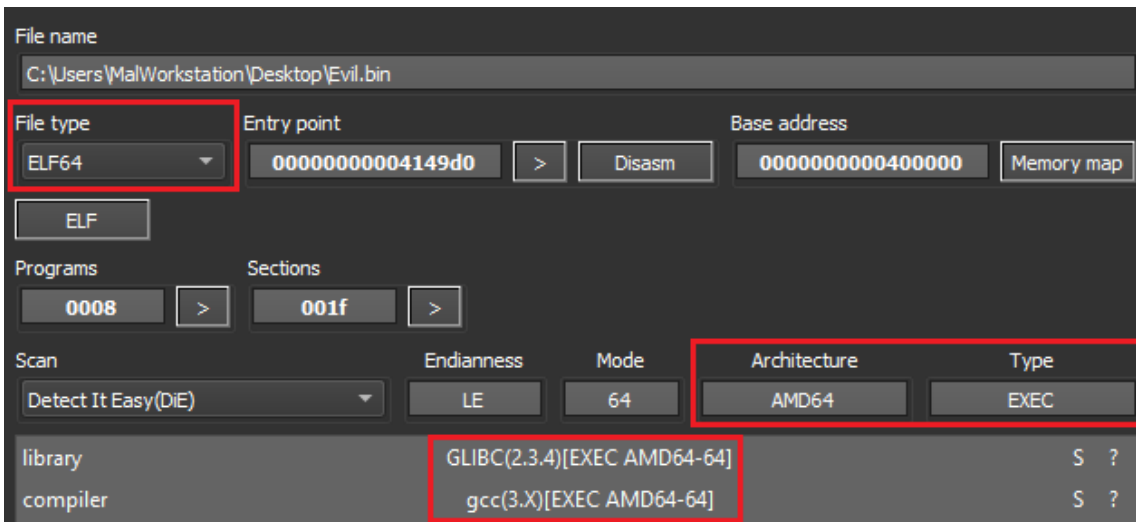 File name
C:\Users\MalWorkstation\Desktop\Evil.bin
File type Entry point Base address
ELF64 00000000004149d0 > Disasm 0000000000400000 Memory map
ELF
Programs Sections
0008 > 001f >
Scan Endianness Mode Architecture Type
Detect It Easy(DiE) LE 64 AMD64 EXEC
library GLIBC(2.3.4)[EXEC AMD64-64] S ?
compiler gcc(3.X)[EXEC AMD64-64] S ?